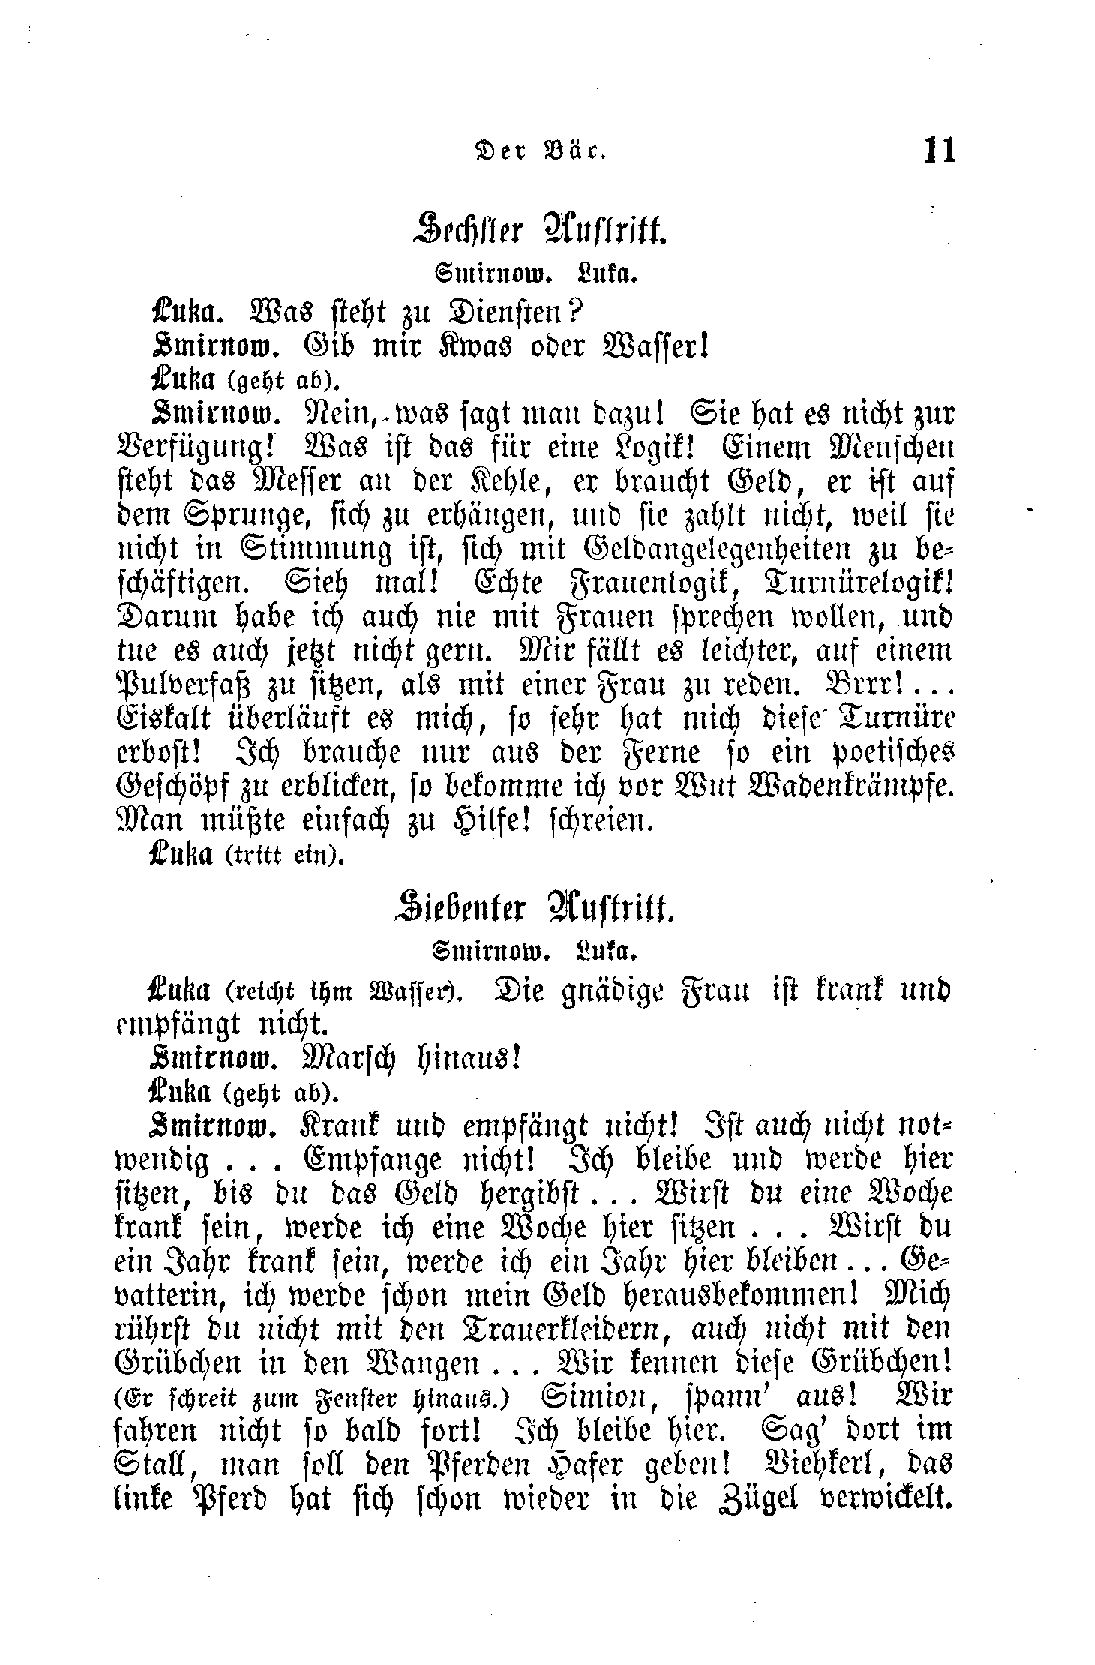 Der Bär.
11
Sechster Auftritt.
Smirnow. Luka.
Luka. Was steht zu Diensten?
Smirnow. Gib mir Kwas oder Wasser!
Luka (geht ab).
Smirnow. Nein, was sagt man dazu! Sie hat es nicht zur
Verfügung! Was ist das für eine Logik! Einem Menschen
steht das Messer an der Kehle, er braucht Geld, er ist auf
dem Sprunge, sich zu erhängen, und sie zahlt nicht, weil sie
nicht in Stimmung ist, sich mit Geldangelegenheiten zu be-
schäftigen. Sieh mal! Echte Frauenlogik, Turnürelogik!
Darum habe ich auch nie mit Frauen sprechen wollen, und
tue es auch jetzt nicht gern. Mir fällt es leichter, auf einem
Pulverfaß zu sitzen, als mit einer Frau zu reden. Brrr!...
Eiskalt überläuft es mich, so sehr hat mich diese Turnüre
erbost! Ich brauche nur aus der Ferne so ein poetisches
Geschöpf zu erblicken, so bekomme ich vor Wut Wadenkrämpfe.
Man müßte einfach zu Hilfe! schreien.
Luka (tritt ein).
Siebenter Auftritt.
Smirnow. Luka.
Luka (reicht ihm Wasser). Die gnädige Frau ist krank und
empfängt nicht.
Smirnow. Marsch hinaus!
Luka (geht ab).
Smirnow. Krank und empfängt nicht! Ist auch nicht not-
wendig . . . Empfange nicht! Ich bleibe und werde hier
sitzen, bis du das Geld hergibst... Wirst du eine Woche
krank sein, werde ich eine Woche hier sitzen . . . Wirst du
ein Jahr krank sein, werde ich ein Jahr hier bleiben... Ge-
vatterin, ich werde schon mein Geld herausbekommen! Mich
rührst du nicht mit den Trauerkleidern, auch nicht mit den
Grübchen in den Wangen... Wir kennen diese Grübchen!
(Er schreit zum Fenster hinaus.) Simion, spann' aus! Wir
fahren nicht so bald fort! Ich bleibe hier. Sag' dort im
Stall, man soll den Pferden Hafer geben! Viehkerl, das
linke Pferd hat sich schon wieder in die Zügel verwickelt.